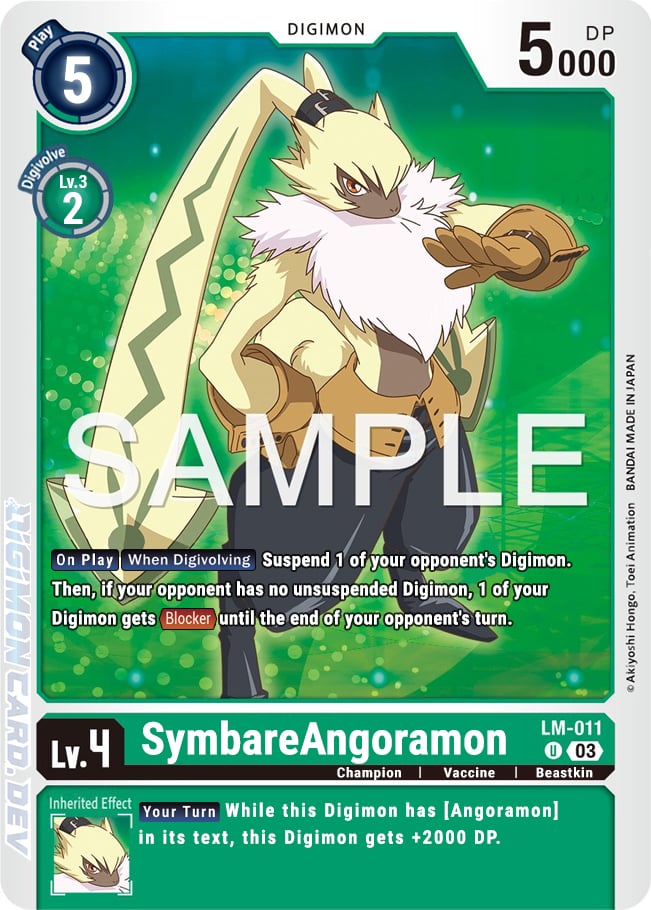 Play
5
DIGIMON
DP
5000
Digivolve
Lv.3
2
SAMPLE
On Play When Digivolving Suspend 1 of your opponent's Digimon.
Then, if your opponent has no unsuspended Digimon, 1 of your
Digimon gets Blocker until the end of your opponent's turn.
© Akiyoshi Hongo, Toei Animation BANDAI MADE IN JAPAN
DIGIMONCARD.DEV
Lv.4
SymbareAngoramon
LM-011
U 03
Champion | Vaccine | Beastkin
Inherited Effect
Your Turn While this Digimon has [Angoramon]
in its text, this Digimon gets +2000 DP.